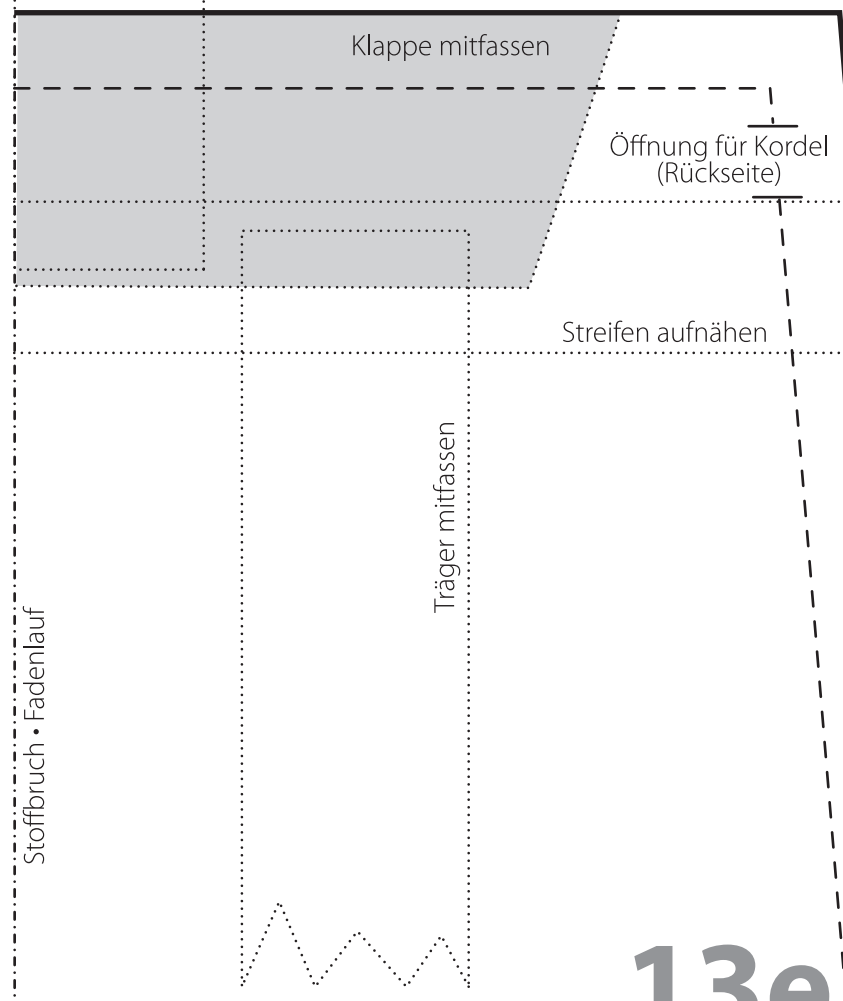 Klappe mitfassen
Öffnung für Kordel
(Rückseite)
Streifen aufnähen
Träger mitfassen
Stoffbruch • Fadenlauf
13e